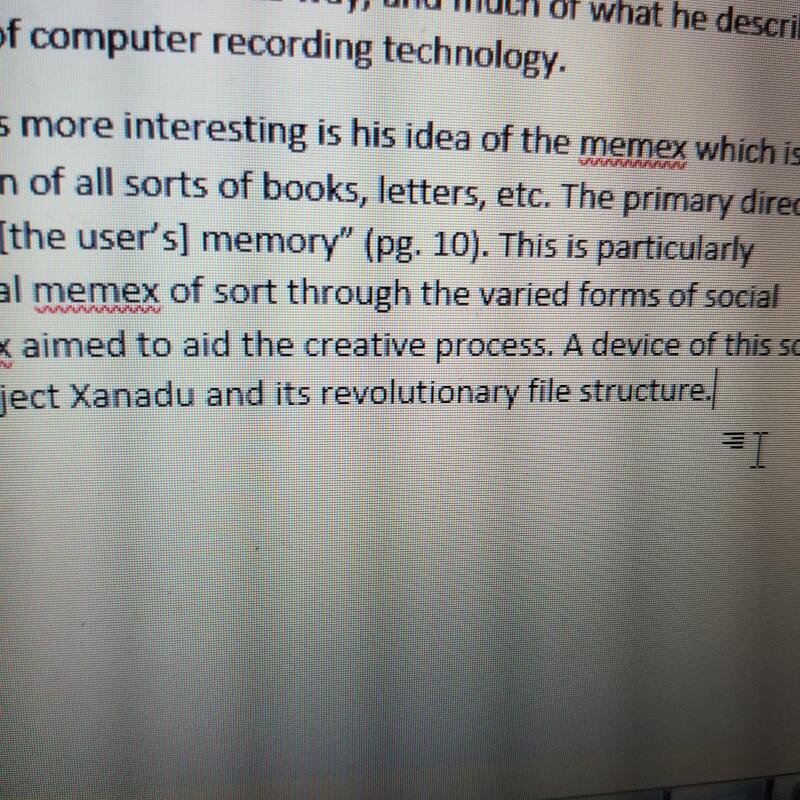 way, and much of what he describ
of computer recording technology.
s more interesting is his idea of the memex which is
n of all sorts of books, letters, etc. The primary direc
[the user's] memory" (pg. 10). This is particularly
al memex of sort through the varied forms of social
x aimed to aid the creative process. A device of this so
ject Xanadu and its revolutionary file structure.